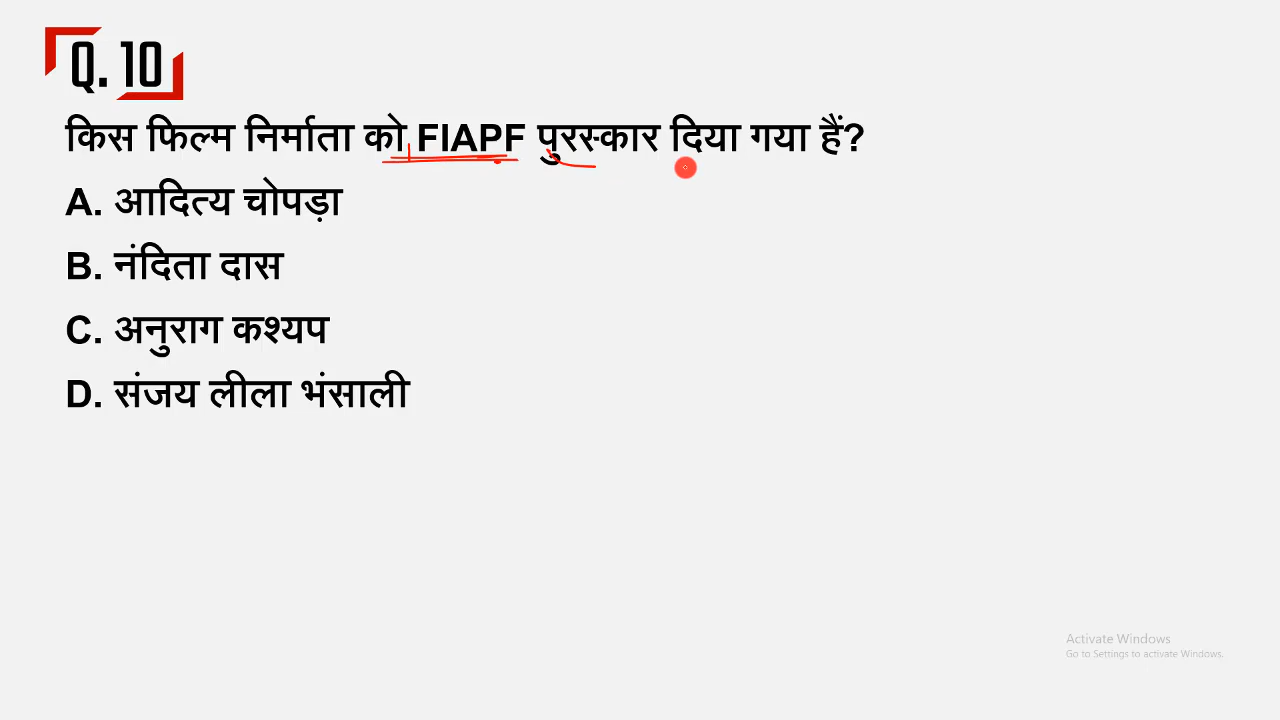 Q. 10
किस फिल्म निर्माता को FIAPF पुरस्कार दिया गया हैं?
A. आदित्य चोपड़ा
B. नंदिता दास
C. अनुराग कश्यप
D. संजय लीला भंसाली
Activate Windows
Go to Settings to activate Windows.